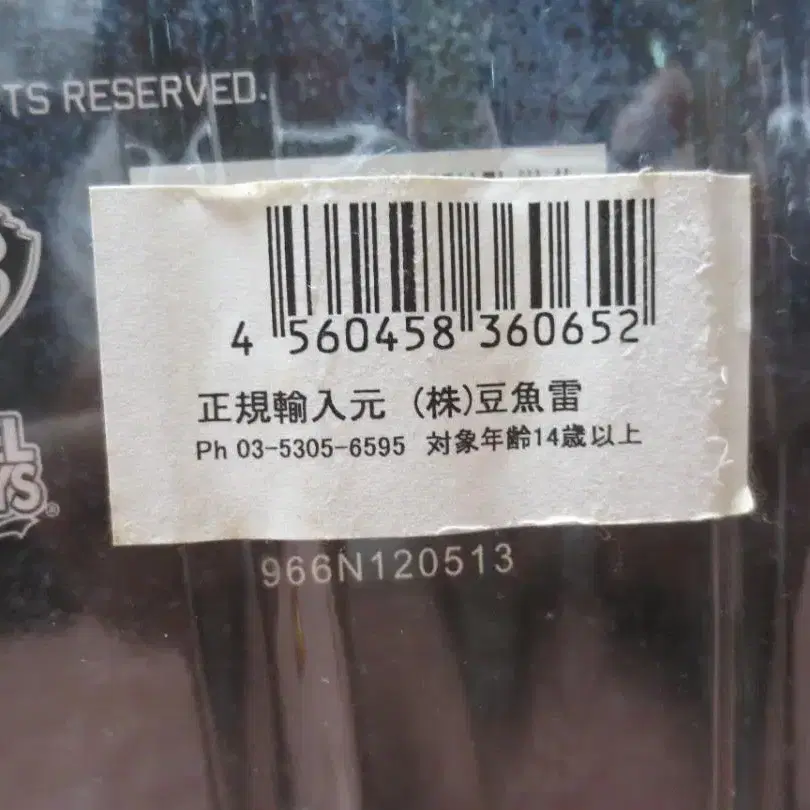 TS RESERVED.
4 560458 360652
正規輸入元 (株)豆魚雷
Ph 03-5305-6595 対象年齢14歳以上
966N120513